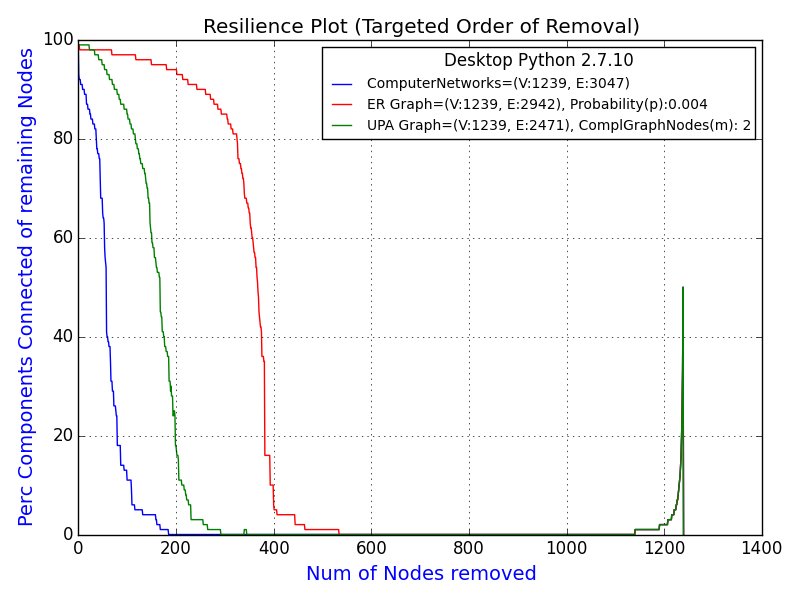 Resilience Plot (Targeted Order of Removal)
Desktop Python 2.7.10
ComputerNetworks=(V:1239, E:3047)
ER Graph=(V:1239, E:2942), Probability(p):0.004
UPA Graph=(V:1239, E:2471), ComplGraphNodes(m): 2
Perc Components Connected of remaining Nodes
100
80
60
40
20
0
0 200 400 600 800 1000 1200 1400
Num of Nodes removed